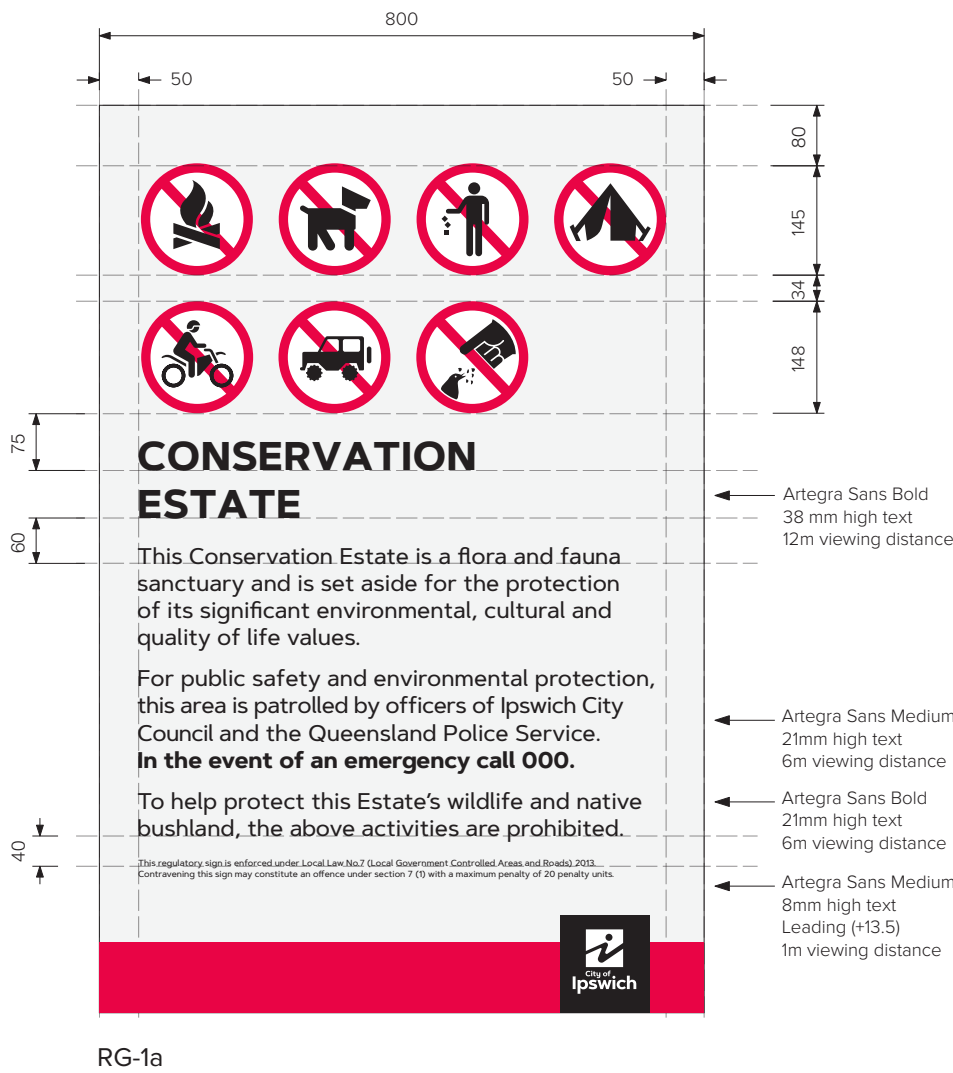 800
50
50
80
145
34
148
75
CONSERVATION
ESTATE
Artegra Sans Bold
38 mm high text
12m viewing distance
60
This Conservation Estate is a flora and fauna
sanctuary and is set aside for the protection
of its significant environmental, cultural and
quality of life values.
For public safety and environmental protection,
this area is patrolled by officers of Ipswich City
Council and the Queensland Police Service.
In the event of an emergency call 000.
Artegra Sans Medium
21mm high text
6m viewing distance
To help protect this Estate's wildlife and native
bushland, the above activities are prohibited.
Artegra Sans Bold
21mm high text
6m viewing distance
40
This regulatory sign is enforced under Local Law No.7 (Local Government Controlled Areas and Roads) 2013.
Contravening this sign may constitute an offence under section 7 (1) with a maximum penalty of 20 penalty units.
Artegra Sans Medium
8mm high text
Leading (+13.5)
1m viewing distance
City of
Ipswich
RG-1a